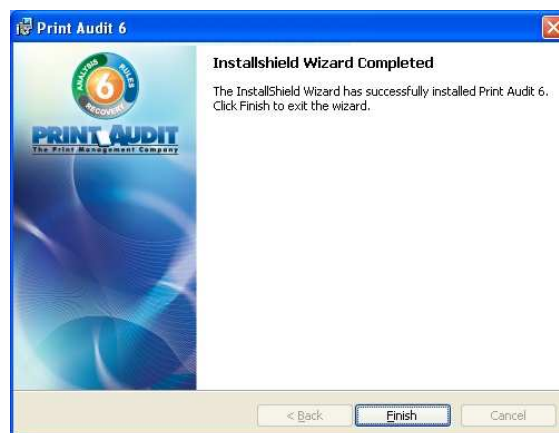 Print Audit 6
ANALYSIS RULES RECOVERY
6
PRINT AUDIT
The Print Management Company
Installshield Wizard Completed
The InstallShield Wizard has successfully installed Print Audit 6.
Click Finish to exit the wizard.
< Back
Finish
Cancel